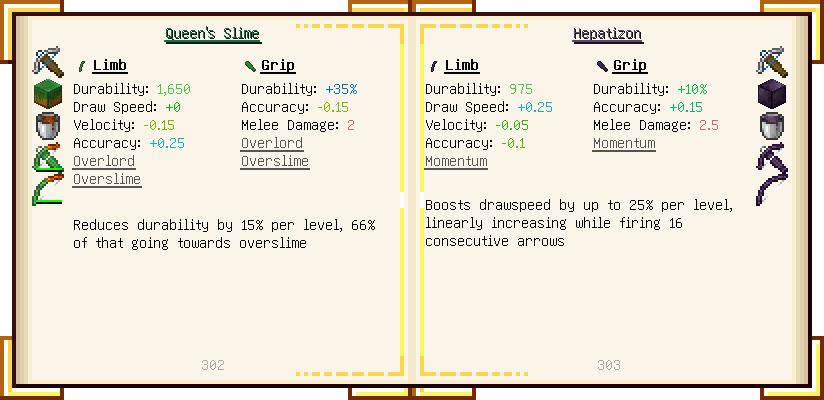 Queen's Slime
Limb
Durability: 1,650
Draw Speed: +0
Velocity: -0.15
Accuracy: +0.25
Overlord
Overslime
Grip
Durability: +35%
Accuracy: -0.15
Melee Damage: 2
Overlord
Overslime
Reduces durability by 15% per level, 66%
of that going towards overslime
302
Hepatizon
Limb
Durability: 975
Draw Speed: +0.25
Velocity: -0.05
Accuracy: -0.1
Momentum
Grip
Durability: +10%
Accuracy: +0.15
Melee Damage: 2.5
Momentum
Boosts drawspeed by up to 25% per level,
linearly increasing while firing 16
consecutive arrows
303